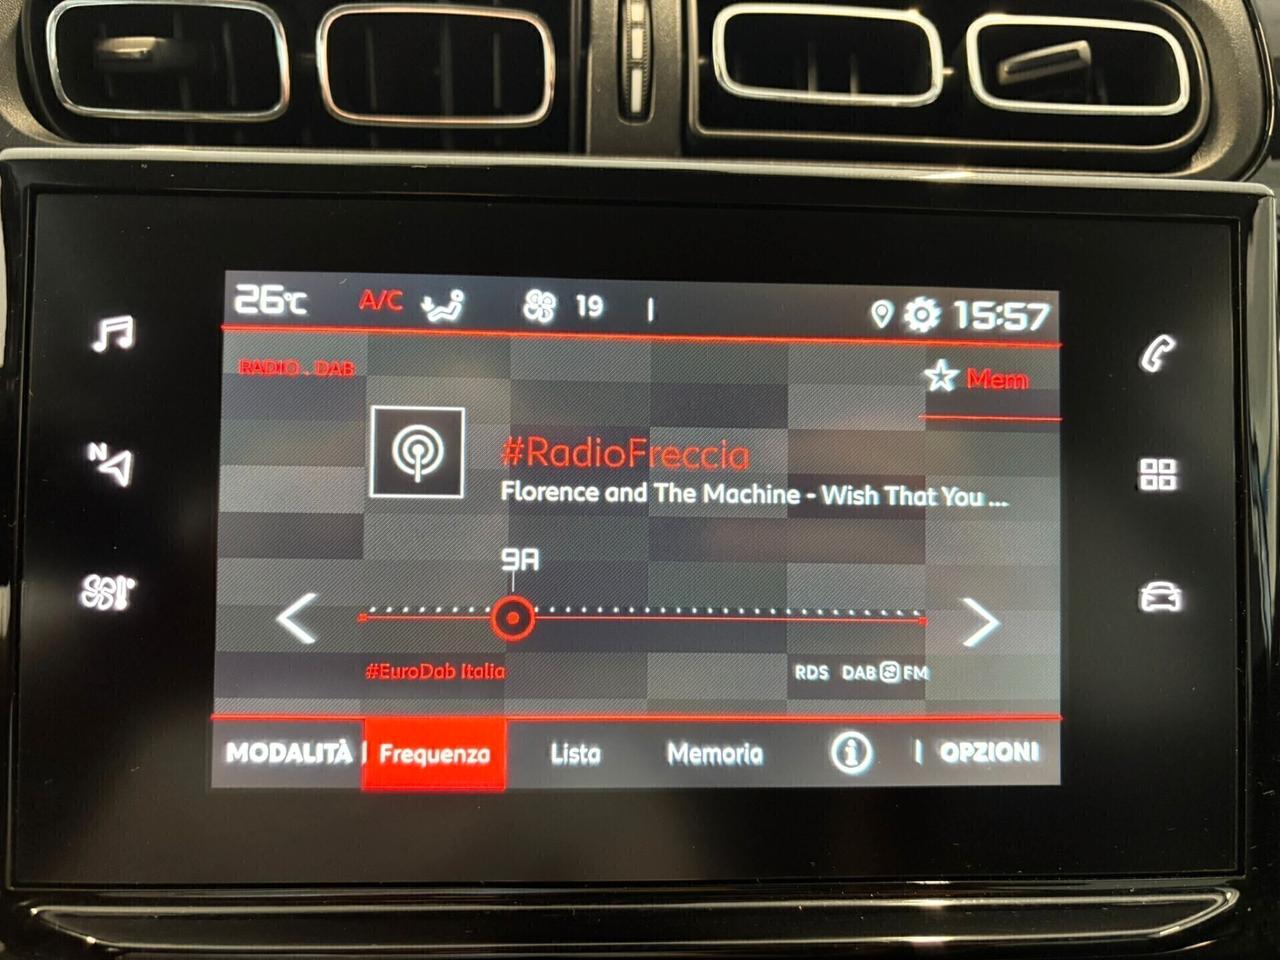 26°C A/C 19 | 15:57
RADIO . DAB
Mem
#RadioFreccia
Florence and The Machine - Wish That You ...
N
9A
#EuroDab Italia
RDS DAB FM
MODALITÀ | Frequenza Lista Memoria i | OPZIONI